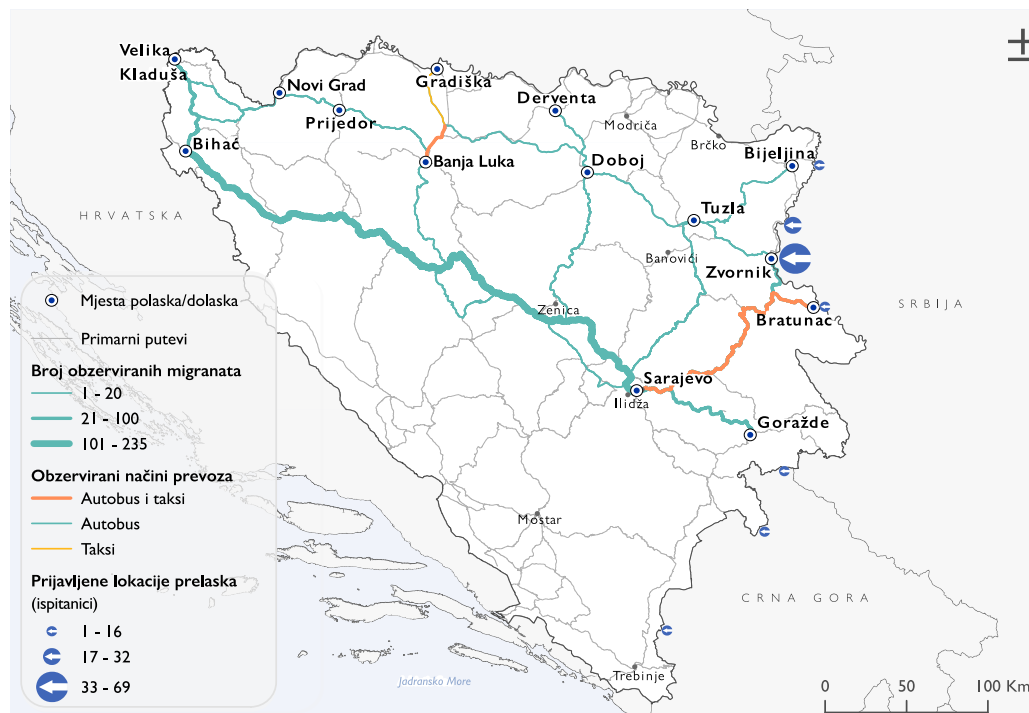 Velika
Kladuša
Novi Grad
Gradiška
Prijedor
Derventa
Modriča
Brčko
Bihać
Banja Luka
Doboj
Bijeljina
HRVATSKA
Tuzla
Banovići
Zvornik
Zenica
SRBIJA
Bratunac
Sarajevo
Ilidža
Goražde
Mostar
CRNA GORA
Trebinje
Jadransko More
0 50 100 Km
Mjesta polaska/dolaska
Primarni putevi
Broj obzerviranih migranata
1 - 20
21 - 100
101 - 235
Obzervirani načini prevoza
Autobus i taksi
Autobus
Taksi
Prijavljene lokacije prelaska
(ispitanici)
1 - 16
17 - 32
33 - 69